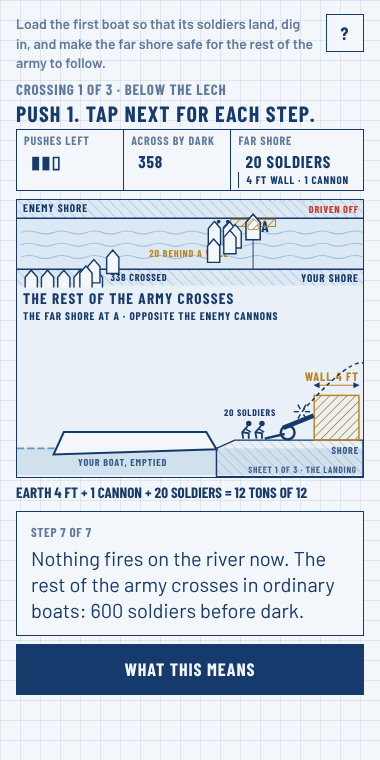 Load the first boat so that its soldiers land, dig
in, and make the far shore safe for the rest of the
army to follow.
?
CROSSING 1 OF 3 · BELOW THE LECH
PUSH 1. TAP NEXT FOR EACH STEP.
PUSHES LEFT
ACROSS BY DARK
358
FAR SHORE
20 SOLDIERS
4 FT WALL · 1 CANNON
ENEMY SHORE
DRIVEN OFF
A
20 BEHIND A
338 CROSSED
YOUR SHORE
THE REST OF THE ARMY CROSSES
THE FAR SHORE AT A · OPPOSITE THE ENEMY CANNONS
WALL 4 FT
20 SOLDIERS
SHORE
YOUR BOAT, EMPTIED
SHEET 1 OF 3 · THE LANDING
EARTH 4 FT + 1 CANNON + 20 SOLDIERS = 12 TONS OF 12
STEP 7 OF 7
Nothing fires on the river now. The
rest of the army crosses in ordinary
boats: 600 soldiers before dark.
WHAT THIS MEANS